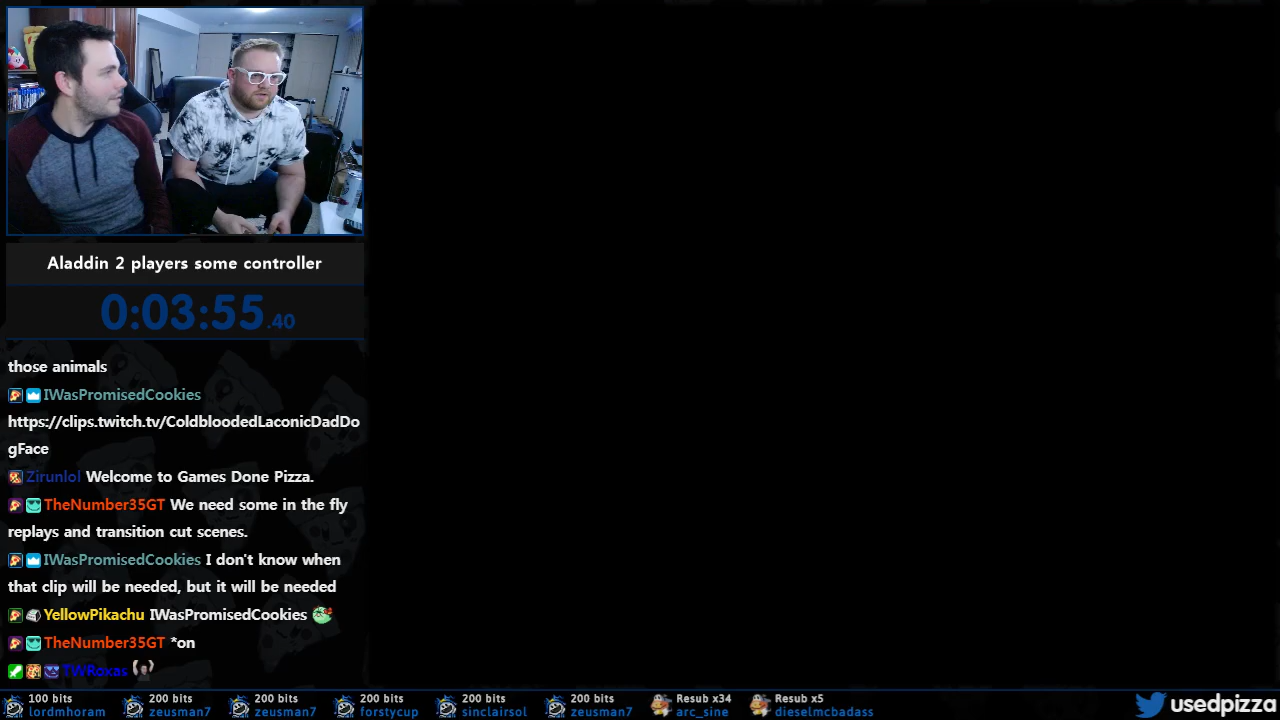 Aladdin 2 players some controller
0:03:55.40
those animals
IWasPromisedCookies
https://clips.twitch.tv/ColdbloodedLaconicDadDo
gFace
Zirunlol Welcome to Games Done Pizza.
TheNumber35GT We need some in the fly
replays and transition cut scenes.
IWasPromisedCookies I don't know when
that clip will be needed, but it will be needed
YellowPikachu IWasPromisedCookies
TheNumber35GT *on
TWRoxas
100 bits
lordmhoram
200 bits
zeusman7
200 bits
zeusman7
200 bits
forstycup
200 bits
sinclairsol
200 bits
zeusman7
Resub x34
arc_sine
Resub x5
dieselmcbadass
usedpizza